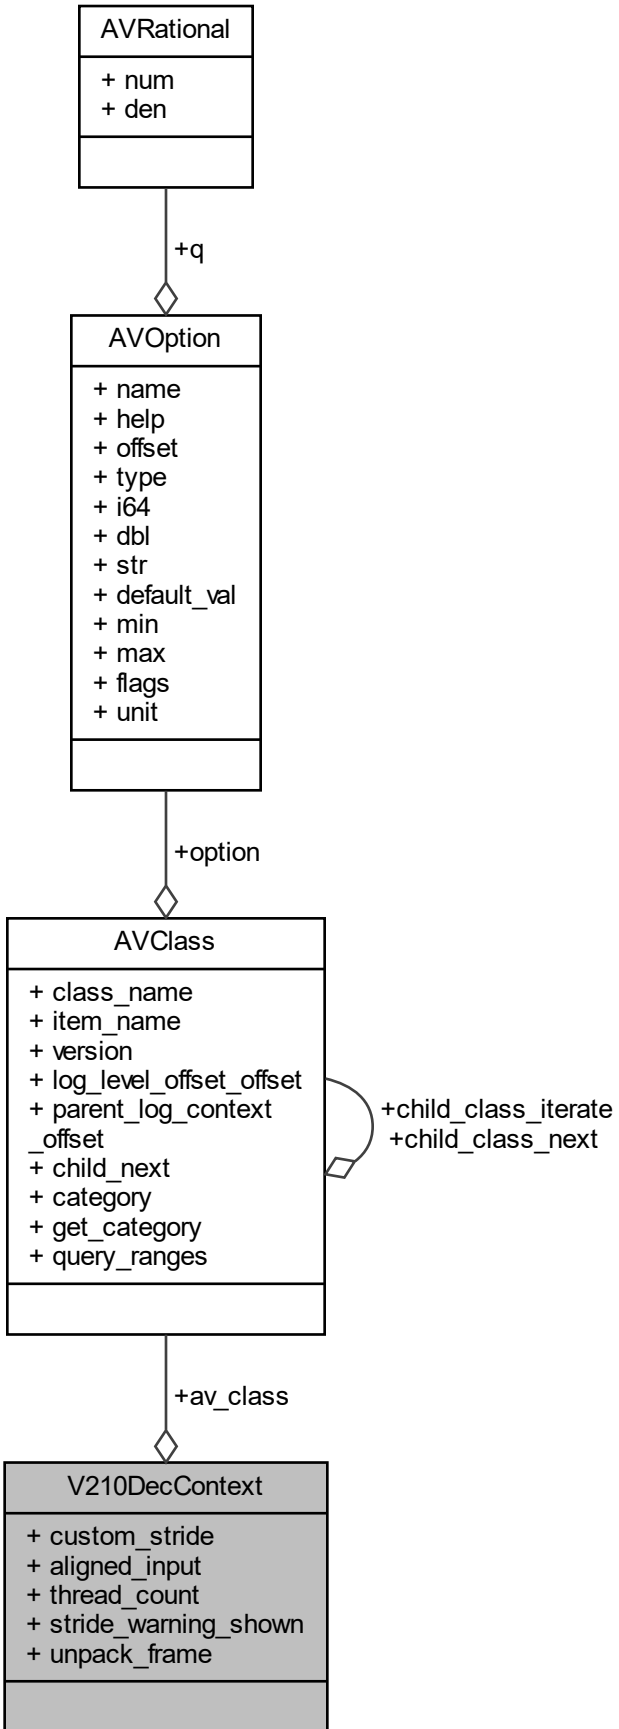 AVRational
+ num
+ den
+q
AVOption
+ name
+ help
+ offset
+ type
+ i64
+ dbl
+ str
+ default_val
+ min
+ max
+ flags
+ unit
+option
AVClass
+ class_name
+ item_name
+ version
+ log_level_offset_offset
+ parent_log_context
_offset
+ child_next
+ category
+ get_category
+ query_ranges
+child_class_iterate
+child_class_next
+av_class
V210DecContext
+ custom_stride
+ aligned_input
+ thread_count
+ stride_warning_shown
+ unpack_frame